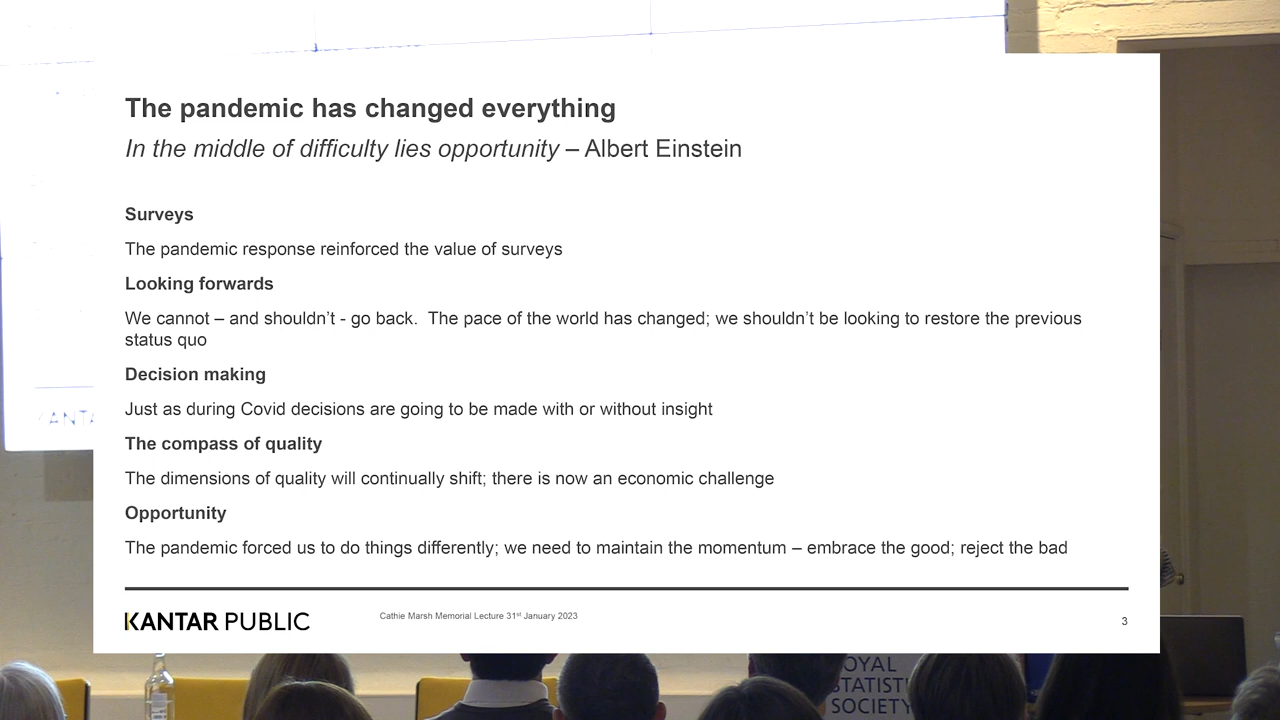 The pandemic has changed everything
In the middle of difficulty lies opportunity – Albert Einstein
Surveys
The pandemic response reinforced the value of surveys
Looking forwards
We cannot – and shouldn’t - go back.  The pace of the world has changed; we shouldn’t be looking to restore the previous
status quo
Decision making
Just as during Covid decisions are going to be made with or without insight
The compass of quality
The dimensions of quality will continually shift; there is now an economic challenge
Opportunity
The pandemic forced us to do things differently; we need to maintain the momentum – embrace the good; reject the bad
KANTAR PUBLIC
Cathie Marsh Memorial Lecture 31st January 2023
3
SOCIETY